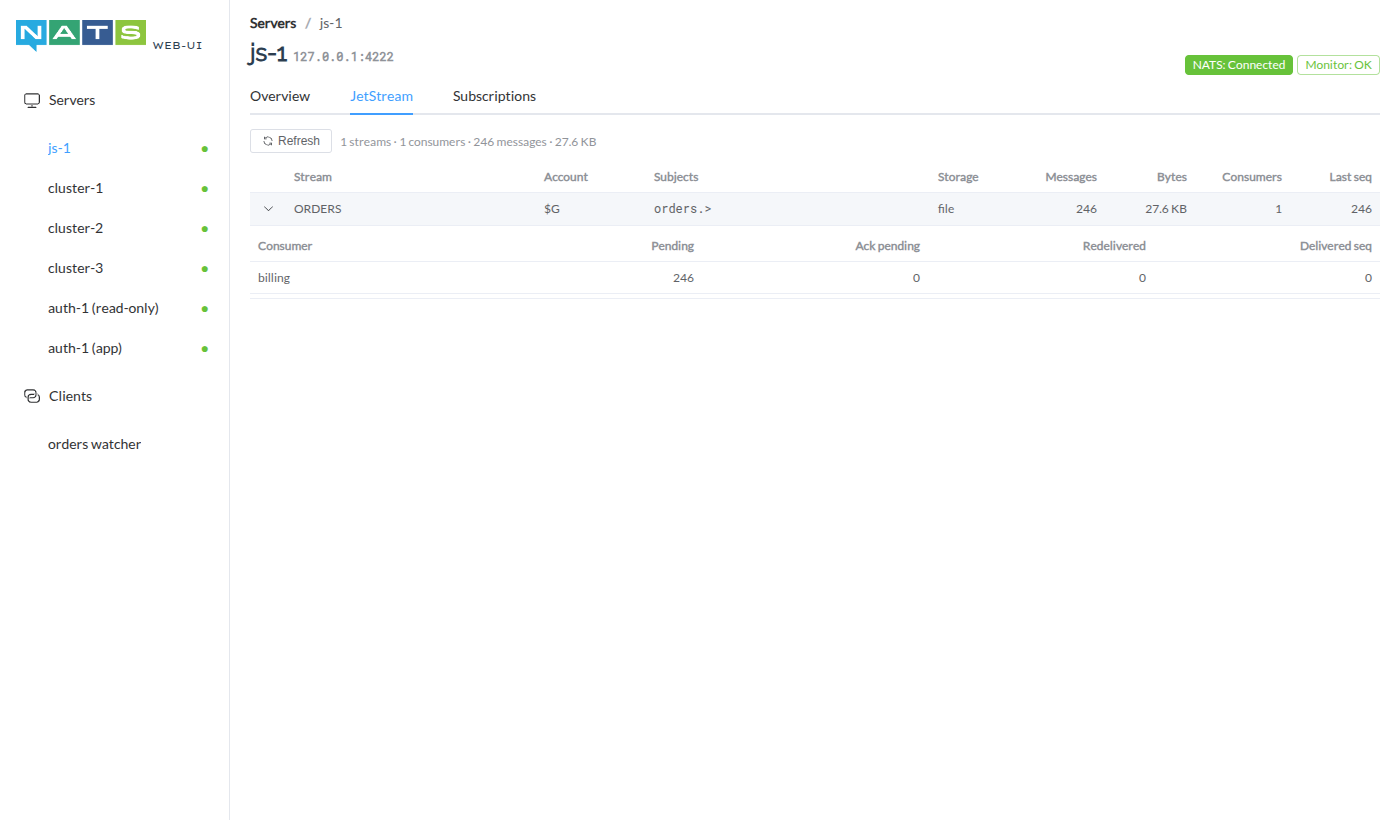 NATS WEB-UI
Servers
js-1
cluster-1
cluster-2
cluster-3
auth-1 (read-only)
auth-1 (app)
Clients
orders watcher
Servers / js-1
js-1 127.0.0.1:4222
NATS: Connected Monitor: OK
Overview JetStream Subscriptions
Refresh 1 streams · 1 consumers · 246 messages · 27.6 KB
Stream Account Subjects Storage Messages Bytes Consumers Last seq
ORDERS $G orders.> file 246 27.6 KB 1 246
Consumer Pending Ack pending Redelivered Delivered seq
billing 246 0 0 0